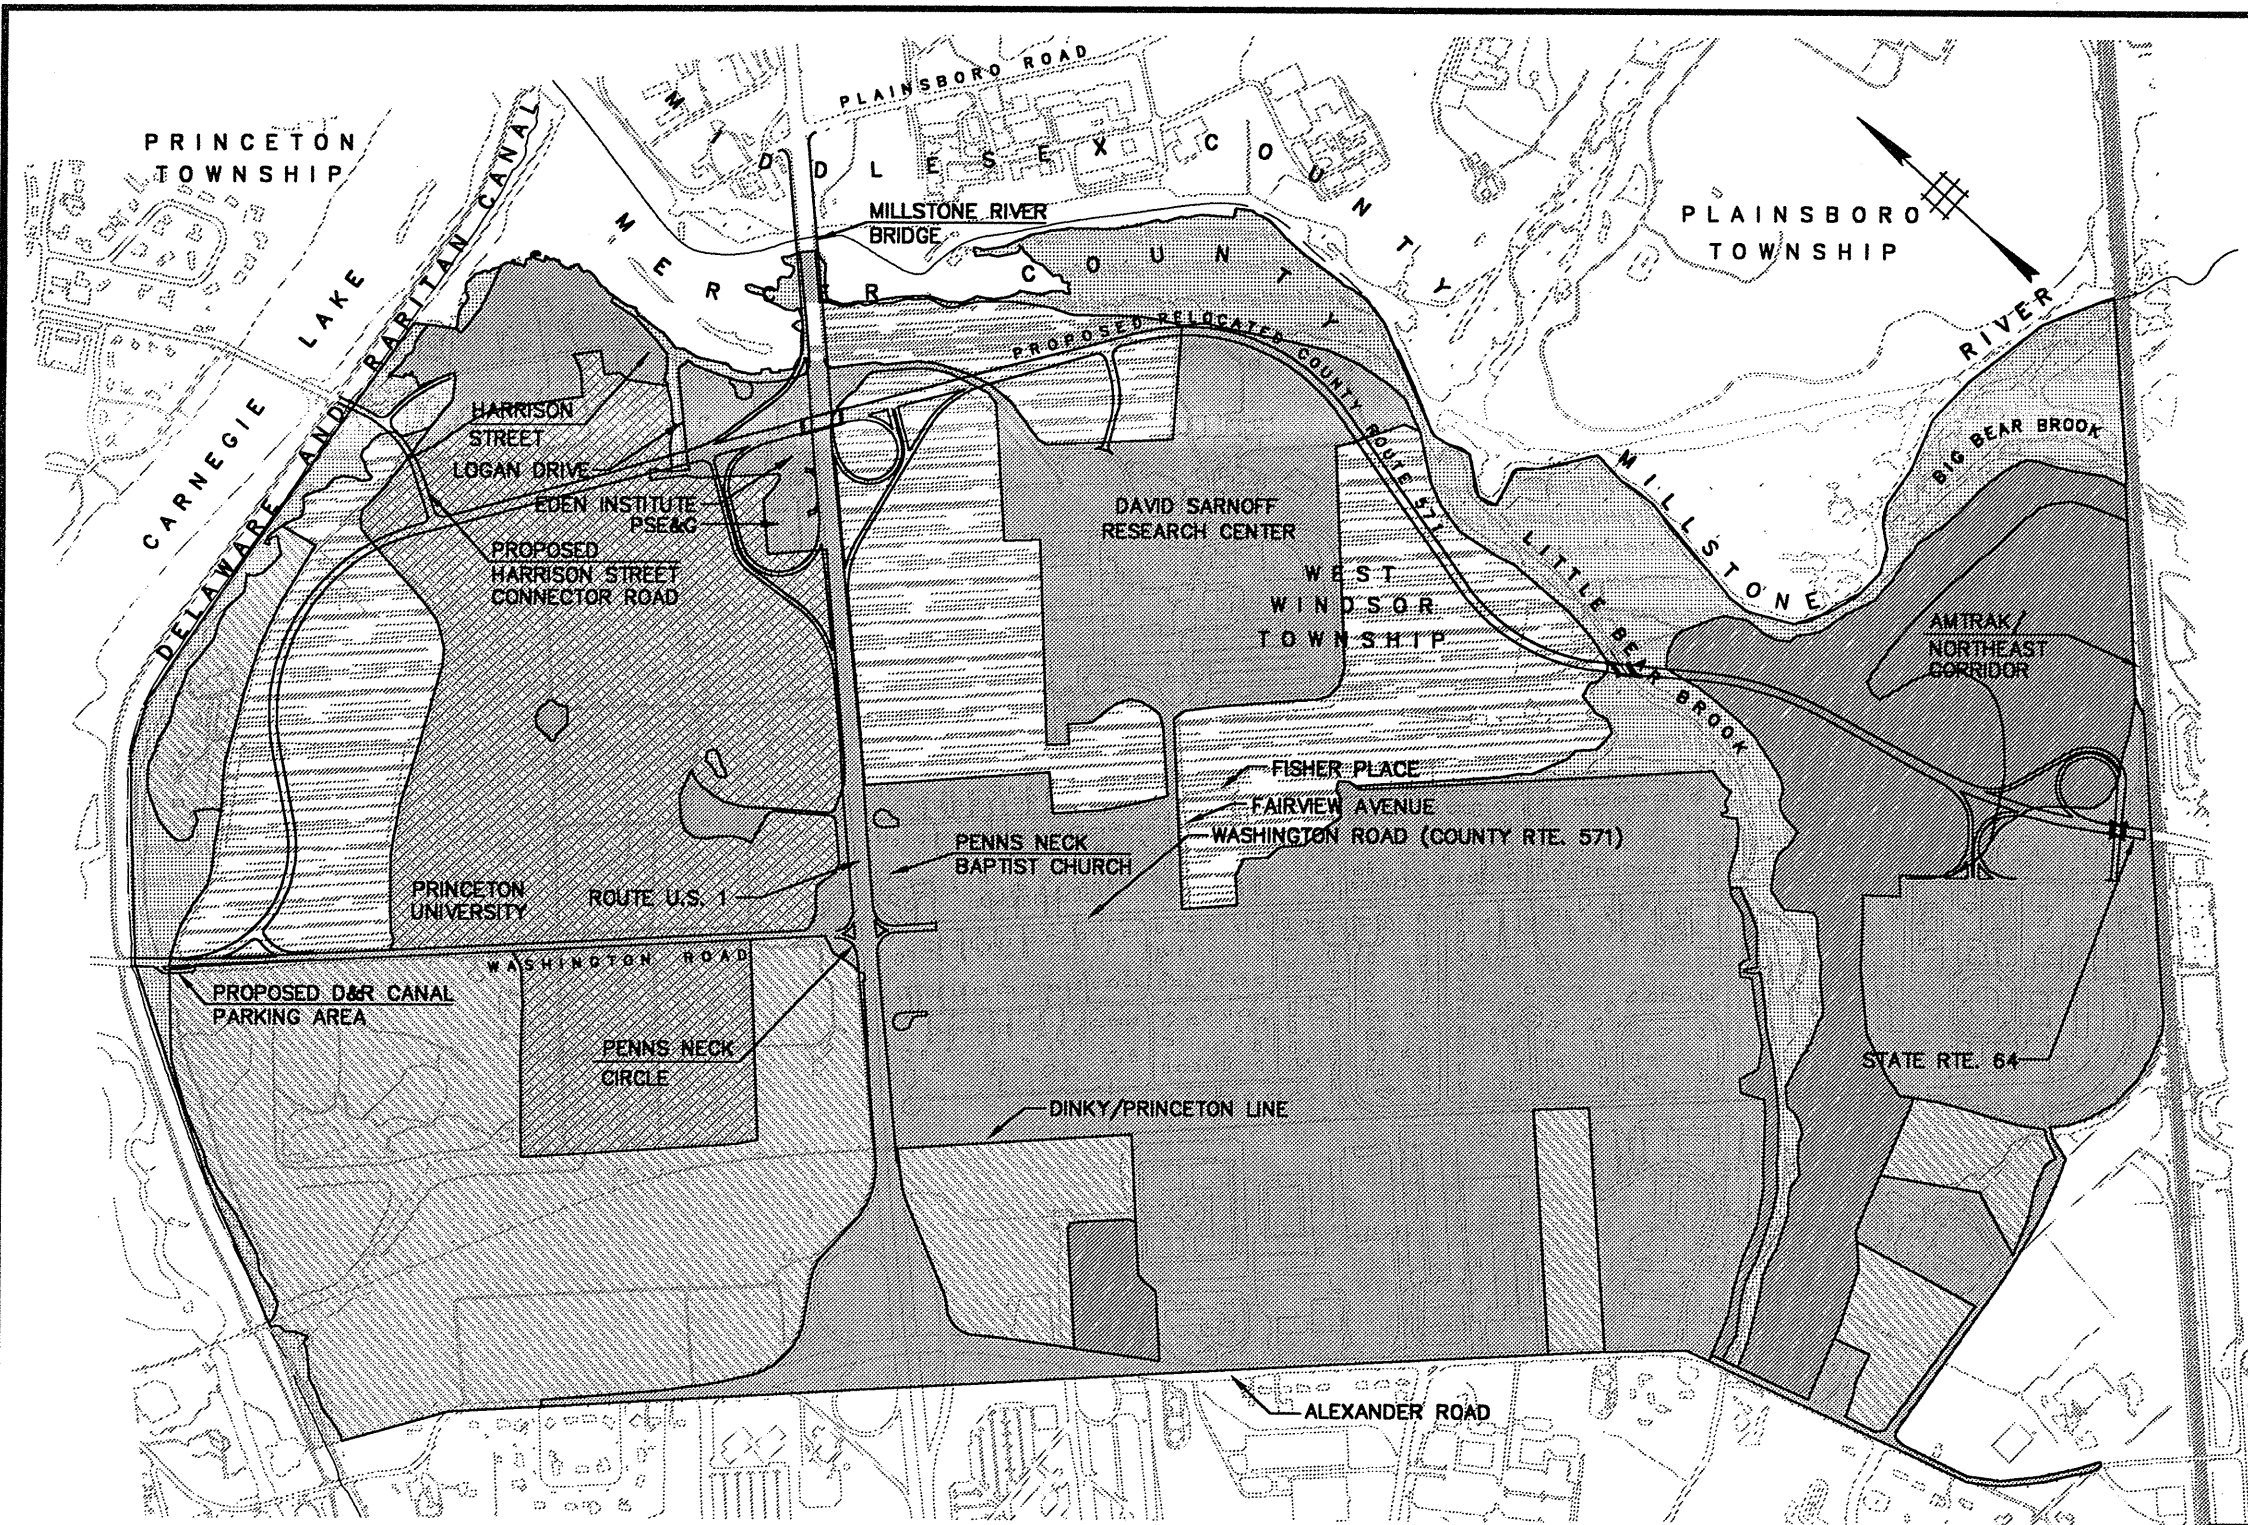 PLAINSBORO ROAD
MIDDLESEX COUNTY
PRINCETON
TOWNSHIP
DELAWARE AND RARITAN CANAL
CARNEGIE LAKE
MERCER COUNTY
MILLSTONE RIVER
BRIDGE
PLAINSBORO
TOWNSHIP
MILLSTONE RIVER
PROPOSED RELOCATED COUNTY ROUTE 571
BIG BEAR BROOK
HARRISON
STREET
LOGAN DRIVE
EDEN INSTITUTE
PSE&G
PROPOSED
HARRISON STREET
CONNECTOR ROAD
DAVID SARNOFF
RESEARCH CENTER
WEST
WINDSOR
TOWNSHIP
LITTLE BEAR BROOK
AMTRAK/
NORTHEAST
CORRIDOR
FISHER PLACE
FAIRVIEW AVENUE
WASHINGTON ROAD (COUNTY RTE. 571)
PENNS NECK
BAPTIST CHURCH
PRINCETON
UNIVERSITY
ROUTE U.S. 1
WASHINGTON ROAD
PROPOSED D&R CANAL
PARKING AREA
PENNS NECK
CIRCLE
STATE RTE. 64
DINKY/PRINCETON LINE
ALEXANDER ROAD